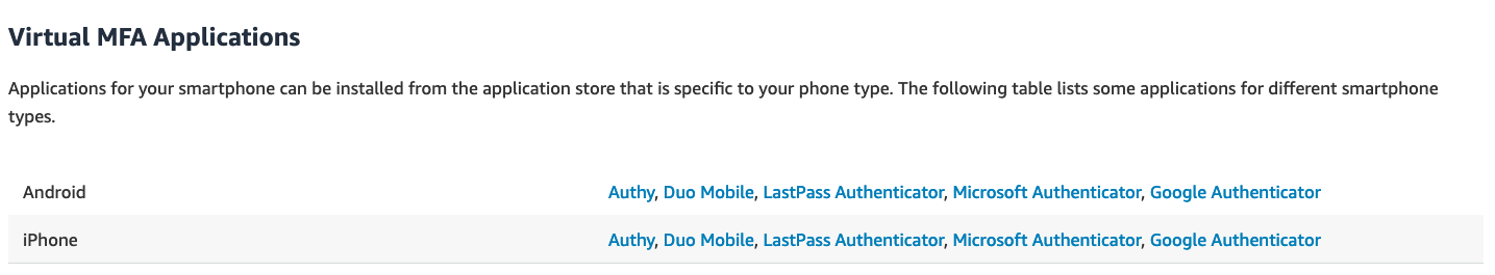 Virtual MFA Applications
Applications for your smartphone can be installed from the application store that is specific to your phone type. The following table lists some applications for different smartphone
types.
Android Authy, Duo Mobile, LastPass Authenticator, Microsoft Authenticator, Google Authenticator
iPhone Authy, Duo Mobile, LastPass Authenticator, Microsoft Authenticator, Google Authenticator